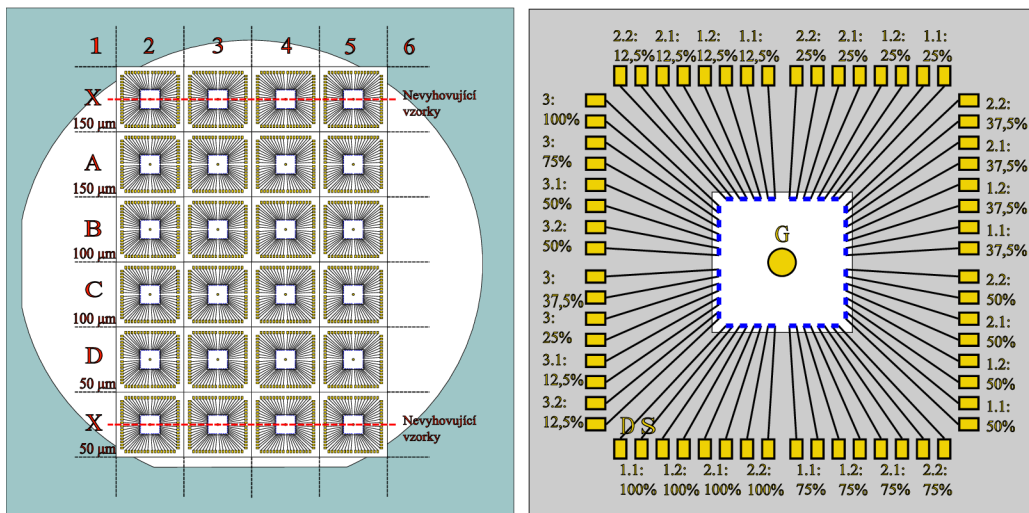 1 2 3 4 5 6
X
150 µm
Nevyhovující
vzorky
A
150 µm
B
100 µm
C
100 µm
D
50 µm
X
50 µm
Nevyhovující
vzorky
2.2: 2.1: 1.2: 1.1: 2.2: 2.1: 1.2: 1.1:
12,5% 12,5% 12,5% 12,5% 25% 25% 25% 25%
3:
100%
3:
75%
3.1:
50%
3.2:
50%
3:
37,5%
3:
25%
3.1:
12,5%
3.2:
12,5%
G
2.2:
37,5%
2.1:
37,5%
1.2:
37,5%
1.1:
37,5%
2.2:
50%
2.1:
50%
1.2:
50%
1.1:
50%
D S
1.1: 1.2: 2.1: 2.2: 1.1: 1.2: 2.1: 2.2:
100% 100% 100% 100% 75% 75% 75% 75%